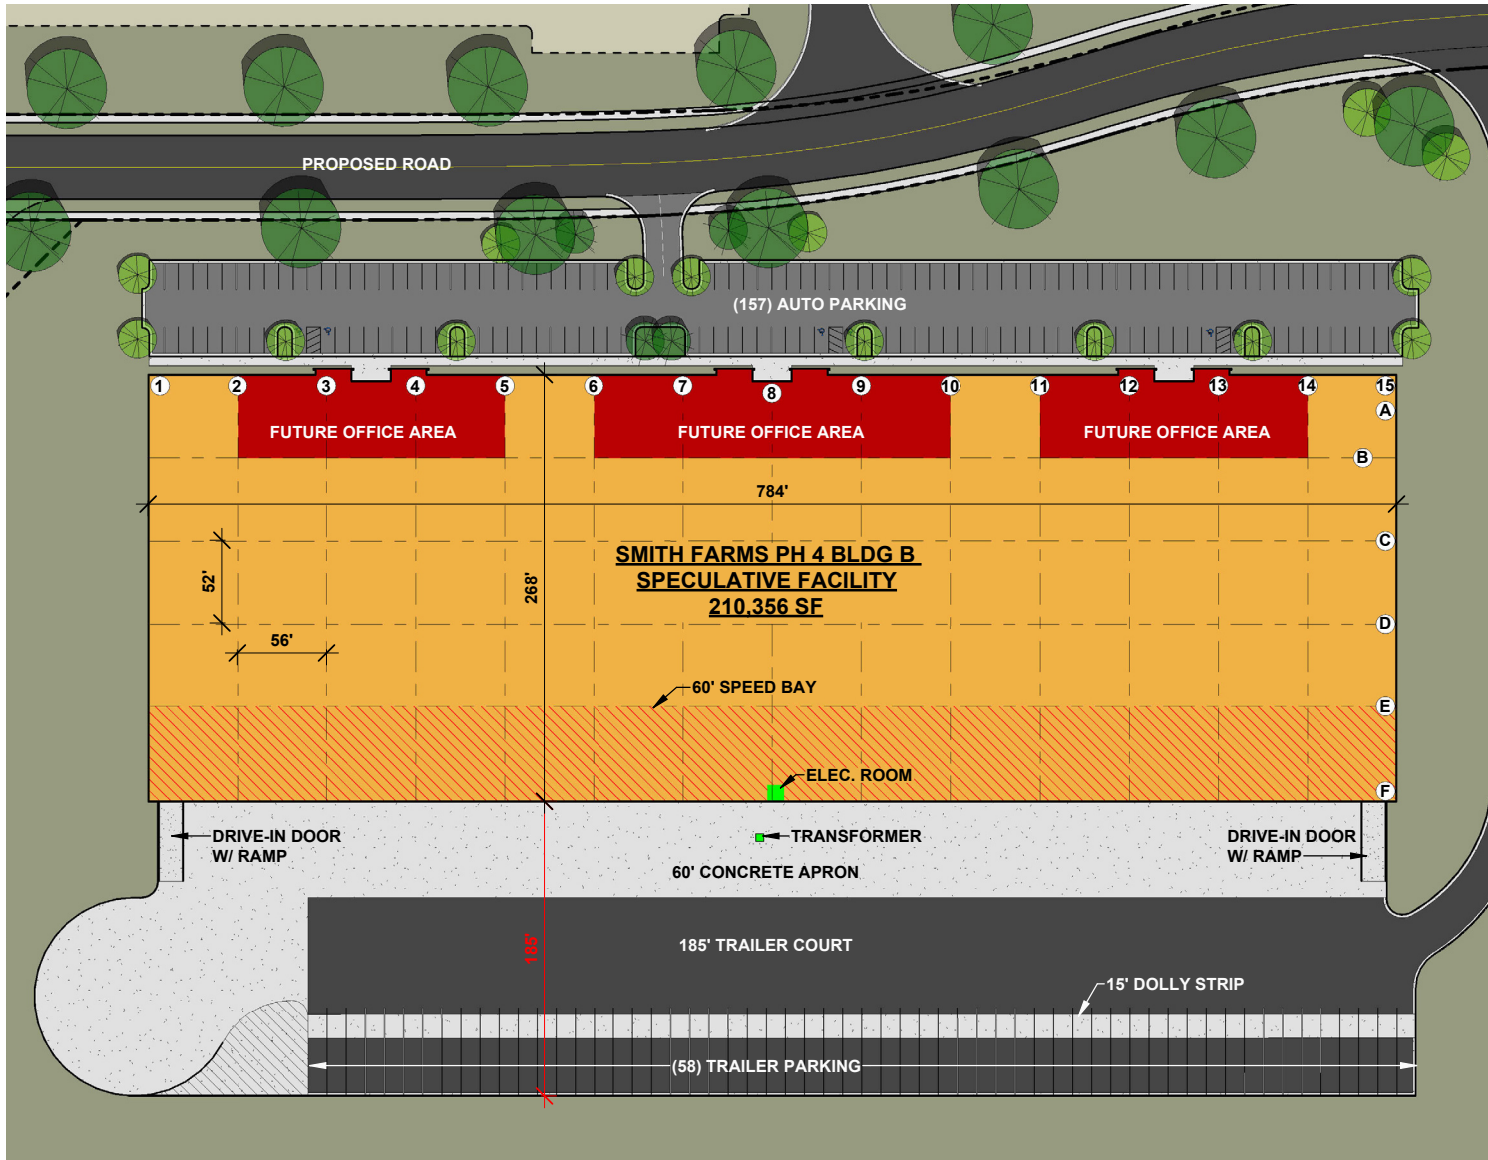 PROPOSED ROAD
(157) AUTO PARKING
1 2 3 4 5 6 7 8 9 10 11 12 13 14 15
A
FUTURE OFFICE AREA FUTURE OFFICE AREA FUTURE OFFICE AREA
B
784'
C
SMITH FARMS PH 4 BLDG B
SPECULATIVE FACILITY
210,356 SF
52'
268'
D
56'
60' SPEED BAY
E
ELEC. ROOM
F
DRIVE-IN DOOR
W/ RAMP
TRANSFORMER
DRIVE-IN DOOR
W/ RAMP
60' CONCRETE APRON
185'
185' TRAILER COURT
15' DOLLY STRIP
(58) TRAILER PARKING